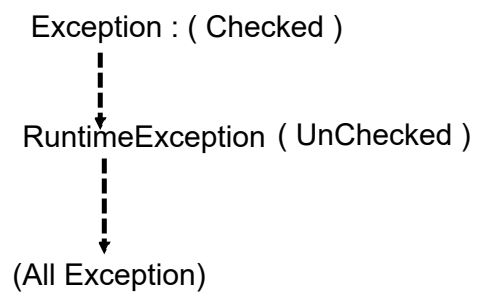 Exception : ( Checked )
RuntimeException ( UnChecked )
(All Exception)